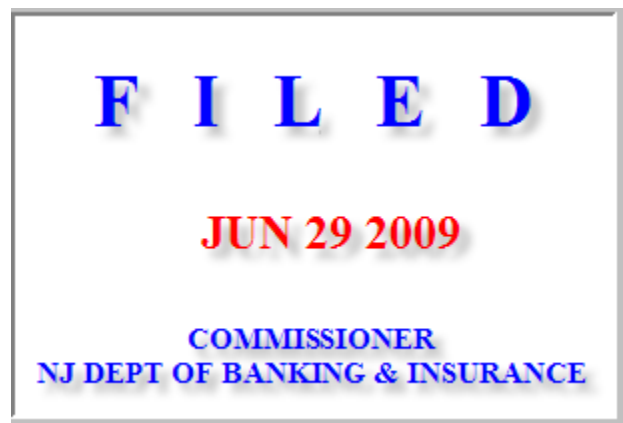 F I L E D
JUN 29 2009
COMMISSIONER
NJ DEPT OF BANKING & INSURANCE